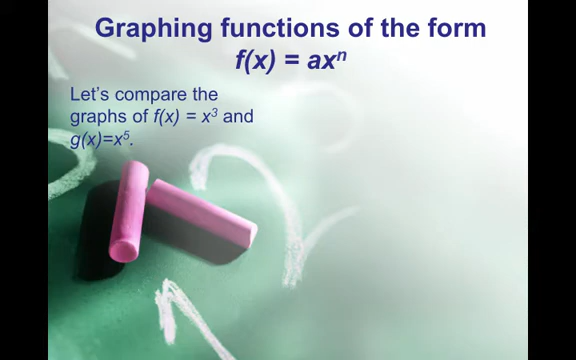 Graphing functions of the form
f(x) = axⁿ
Let's compare the
graphs of f(x) = x³ and
g(x)=x⁵.